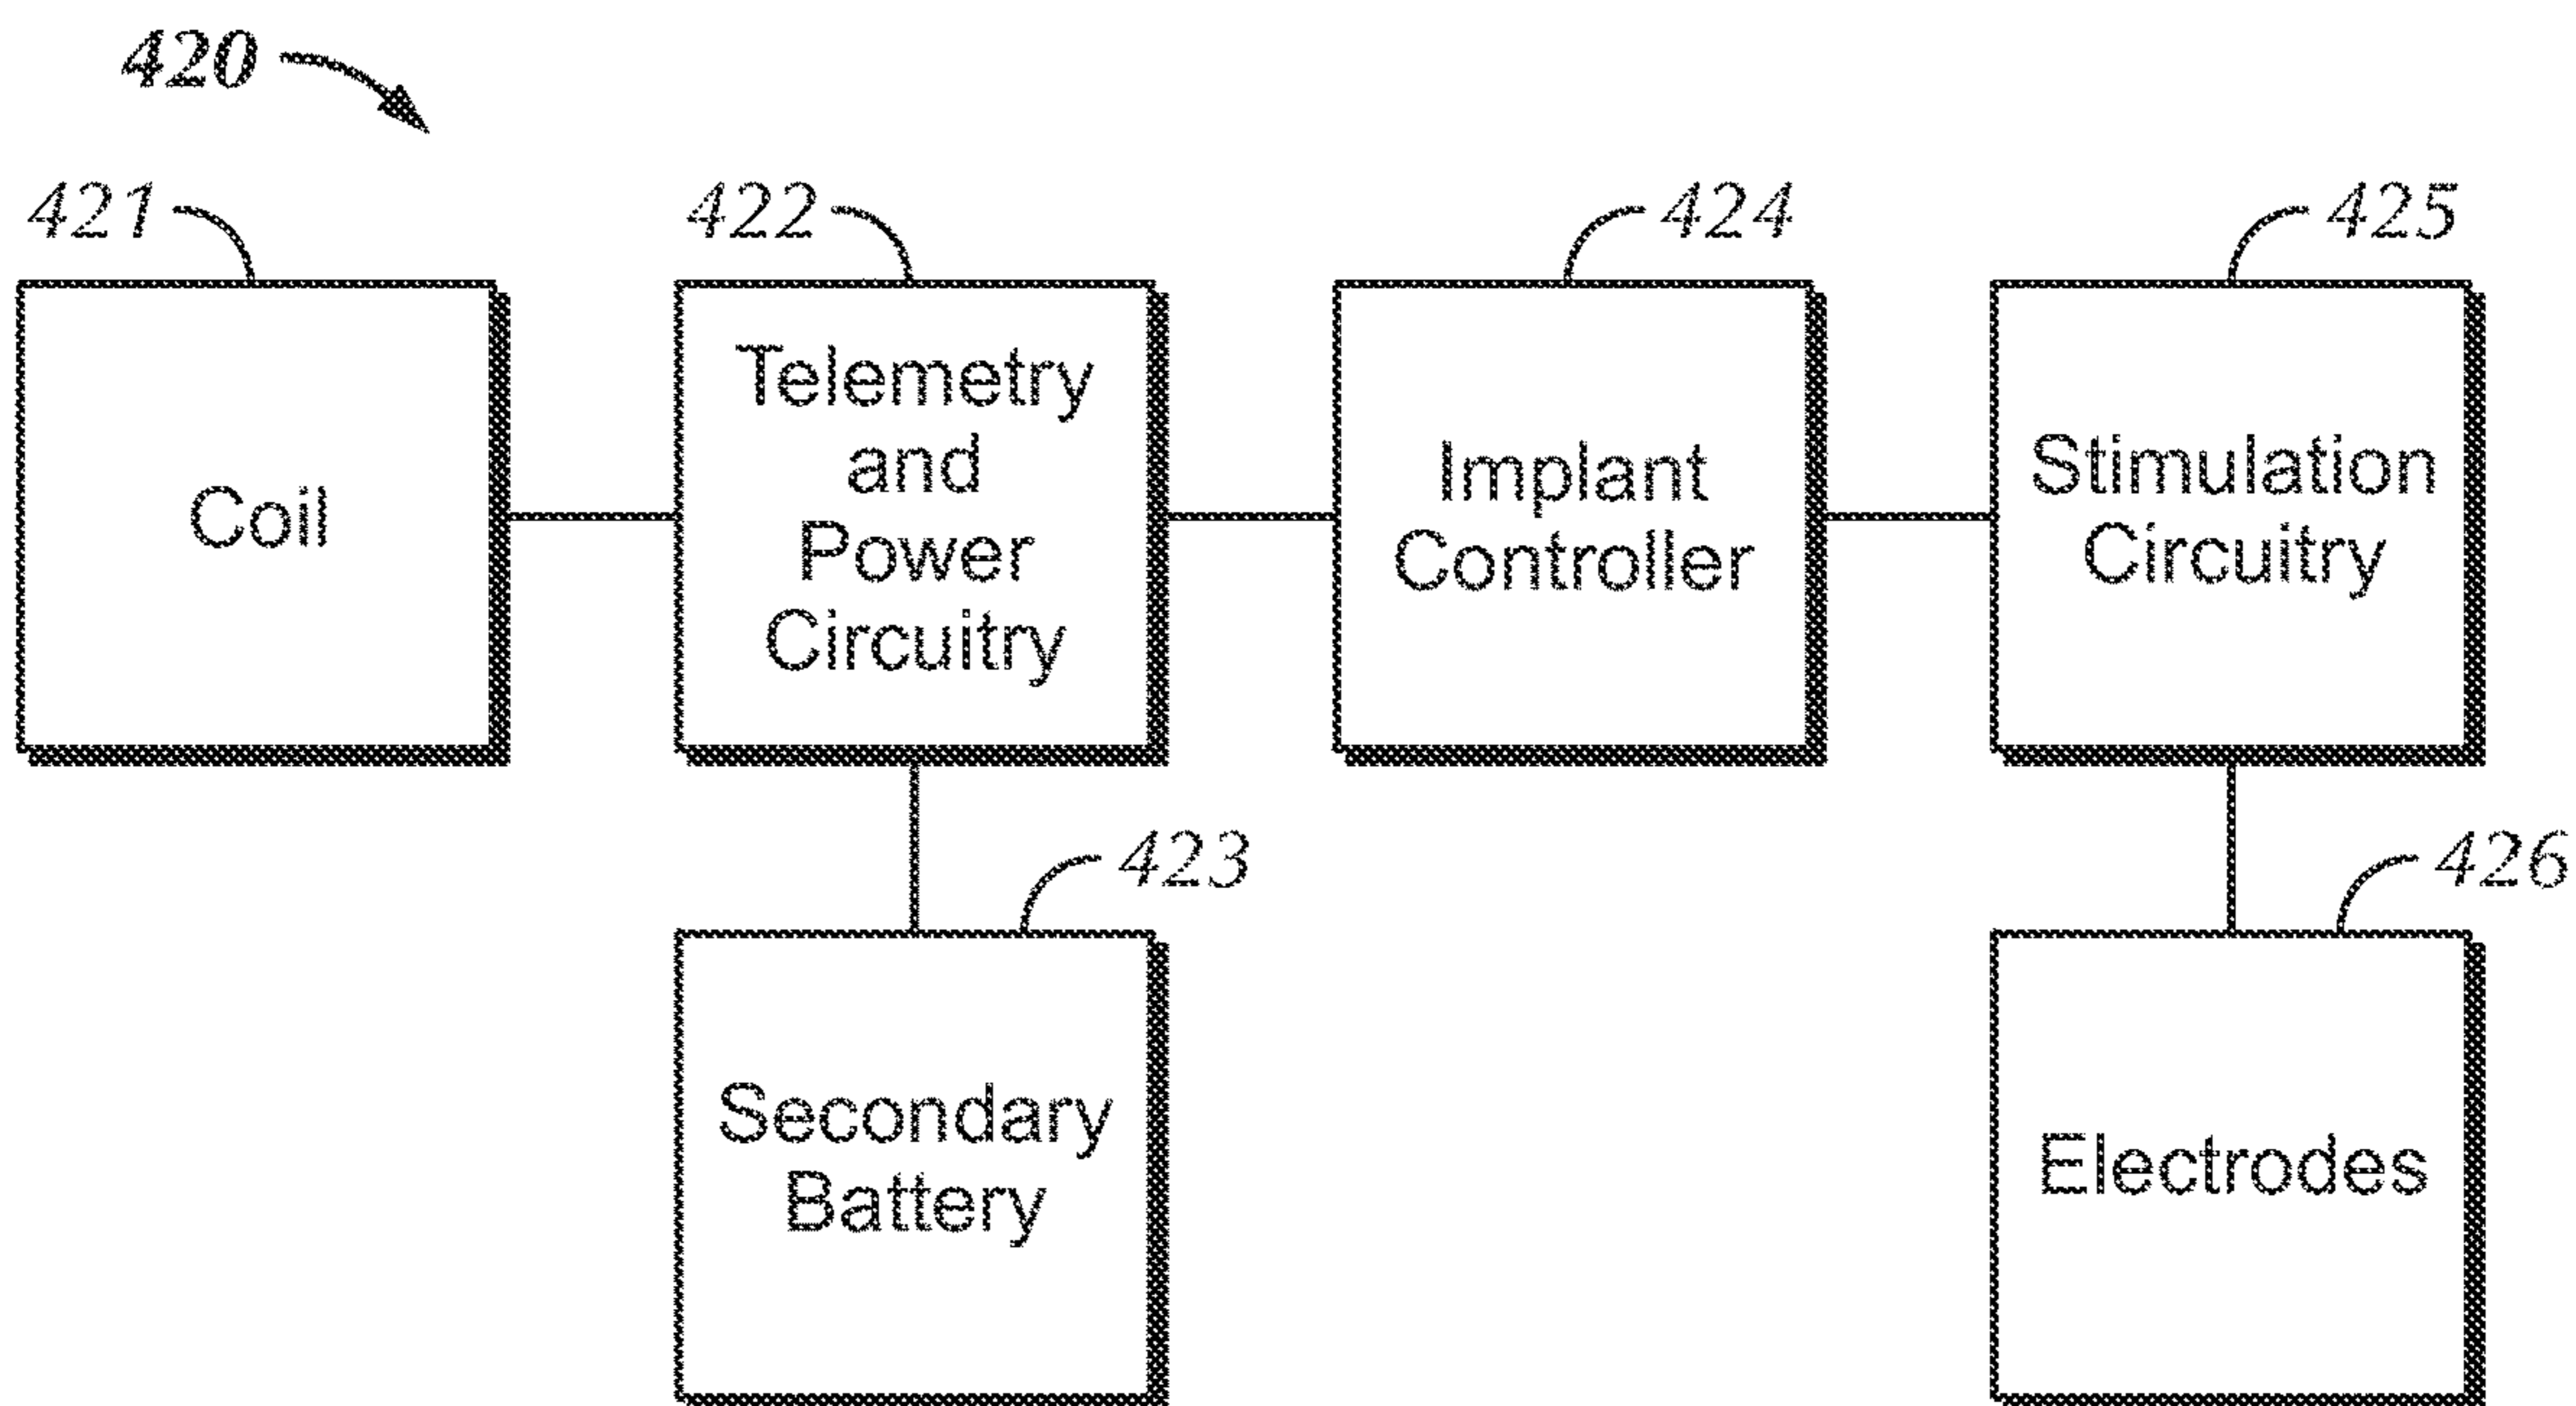 420
421
422
424
425
Coil
Telemetry
and
Power
Circuitry
Implant
Controller
Stimulation
Circuitry
423
426
Secondary
Battery
Electrodes